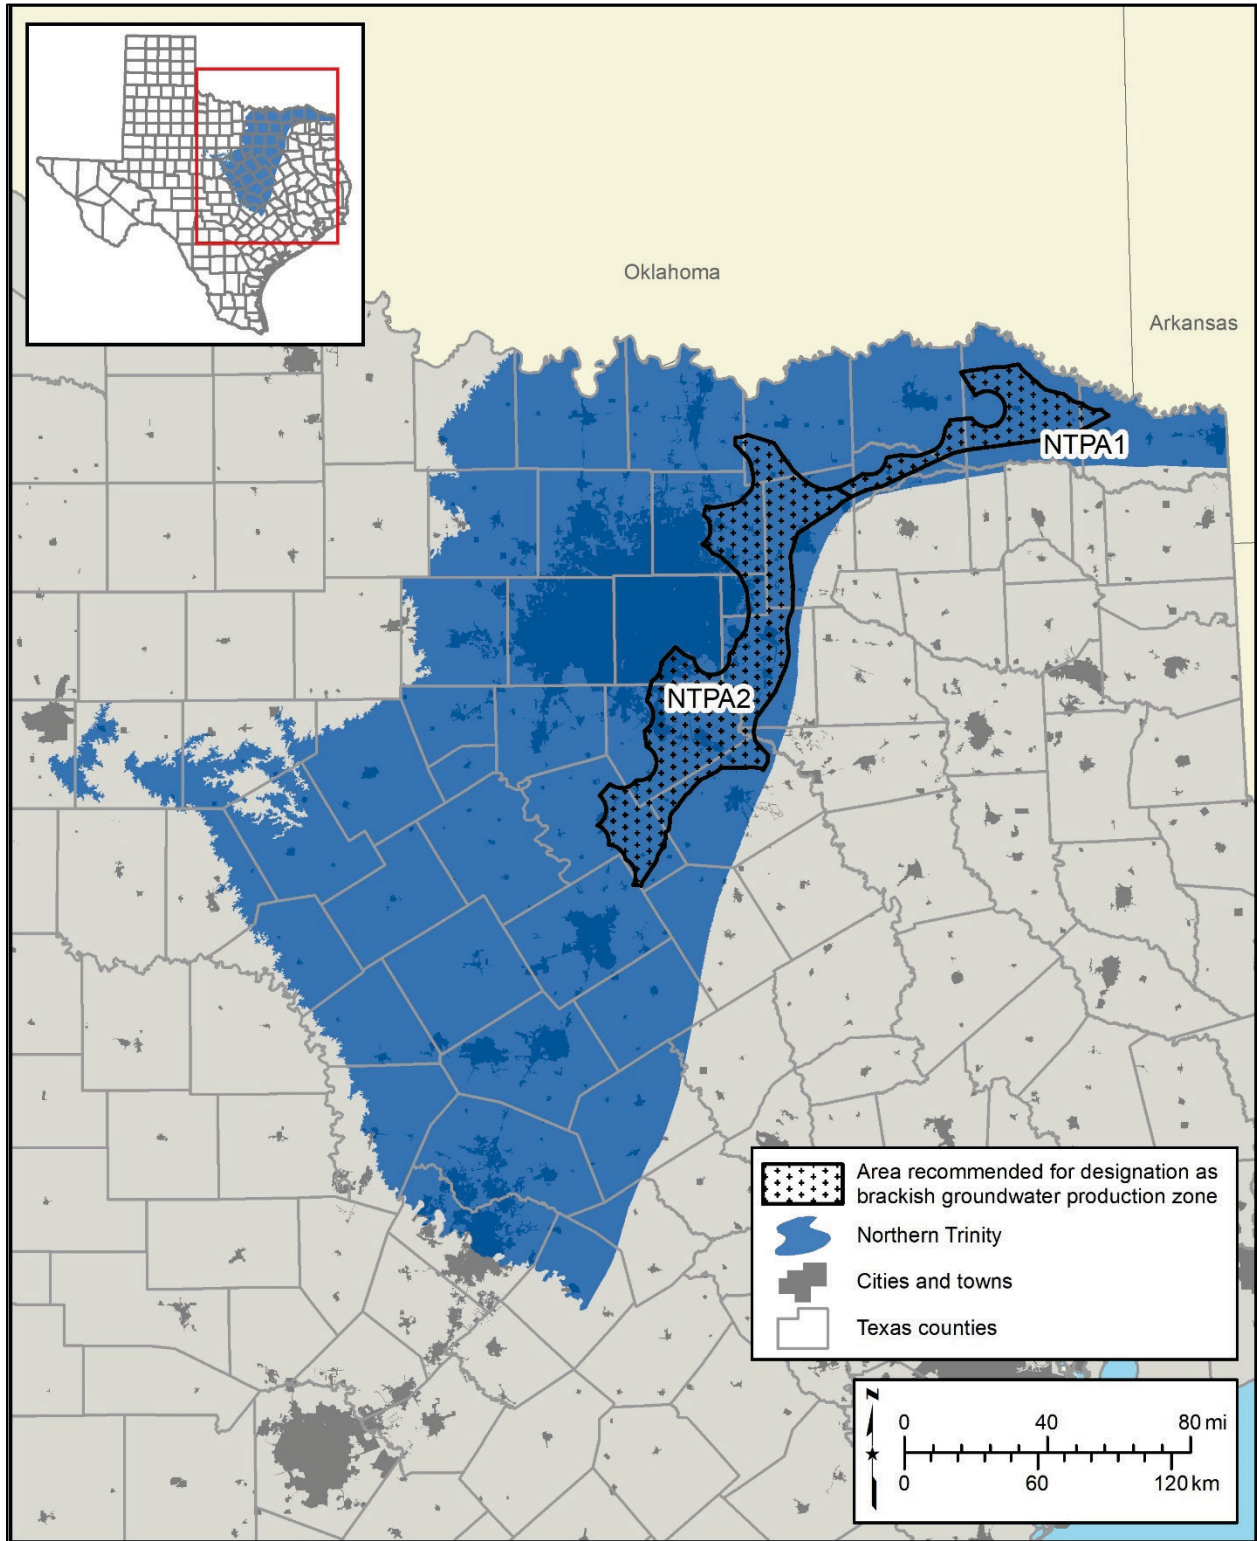 Oklahoma
Arkansas
NTPA1
NTPA2
Area recommended for designation as
brackish groundwater production zone
Northern Trinity
Cities and towns
Texas counties
N
0 40 80 mi
0 60 120 km